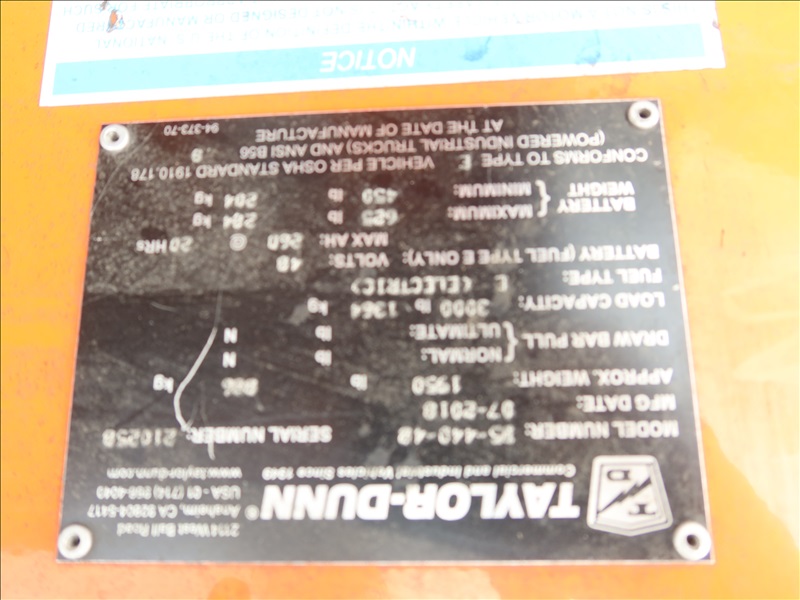 TAYLOR-DUNN®
Commercial and Industrial Vehicles Since 1949
2114 West Ball Road
Anaheim, CA 92804-5417
USA - 01 (714) 956-4040
www.taylor-dunn.com
MODEL NUMBER: SERIAL NUMBER: 210258
MFG DATE: 07-2018
APPROX. WEIGHT: 1950 lb 886 kg
DRAW BAR PULL { NORMAL: lb N
ULTIMATE: lb N
LOAD CAPACITY: 3000 lb 1364 kg
FUEL TYPE: E (ELECTRIC)
BATTERY (FUEL TYPE E ONLY): VOLTS: 48
MAX AH: 260 @ 20 HRs
BATTERY WEIGHT { MAXIMUM: 625 lb 284 kg
MINIMUM: 450 lb 204 kg
CONFORMS TO TYPE E VEHICLE PER OSHA STANDARD 1910.178
(POWERED INDUSTRIAL TRUCKS) AND ANSI B56
AT THE DATE OF MANUFACTURE
94-373-70
NOTICE